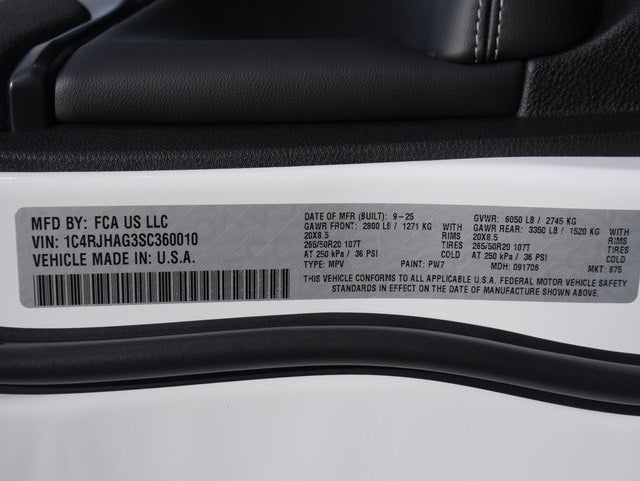 MFD BY: FCA US LLC
VIN: 1C4RJHAG3SC360010
VEHICLE MADE IN: U.S.A.
DATE OF MFR (BUILT): 9-25
GAWR FRONT: 2800 LB / 1271 KG WITH
20X8.5 RIMS
265/50R20 107T TIRES
AT 250 kPa / 36 PSI COLD
TYPE: MPV PAINT: PW7
GVWR: 6050 LB / 2745 KG
GAWR REAR: 3350 LB / 1520 KG WITH
20X8.5 RIMS
265/50R20 107T TIRES
AT 250 kPa / 36 PSI COLD
MDH: 091706 MKT: 875
THIS VEHICLE CONFORMS TO ALL APPLICABLE U.S.A. FEDERAL MOTOR VEHICLE SAFETY
STANDARDS IN EFFECT ON THE DATE OF MANUFACTURE SHOWN ABOVE.